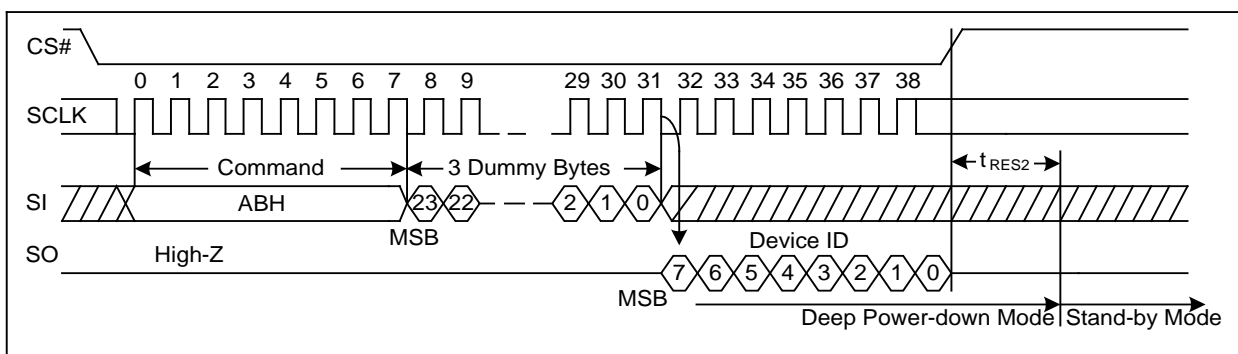 CS#
0 1 2 3 4 5 6 7 8 9 29 30 31 32 33 34 35 36 37 38
SCLK
Command 3 Dummy Bytes tRES2
SI ABH 23 22 2 1 0
MSB
SO High-Z Device ID
7 6 5 4 3 2 1 0
MSB
Deep Power-down Mode Stand-by Mode